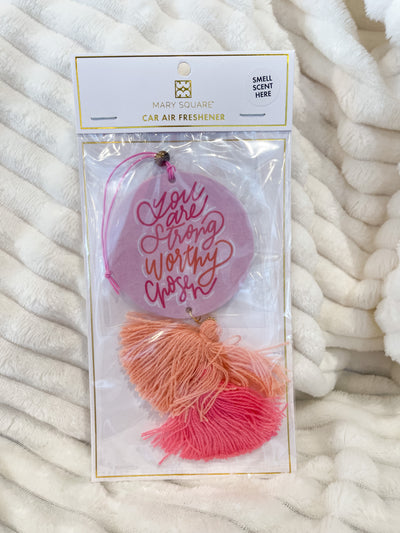 SMELL
SCENT
HERE
MARY SQUARE
CAR AIR FRESHENER
you
are
strong
worthy
chosen